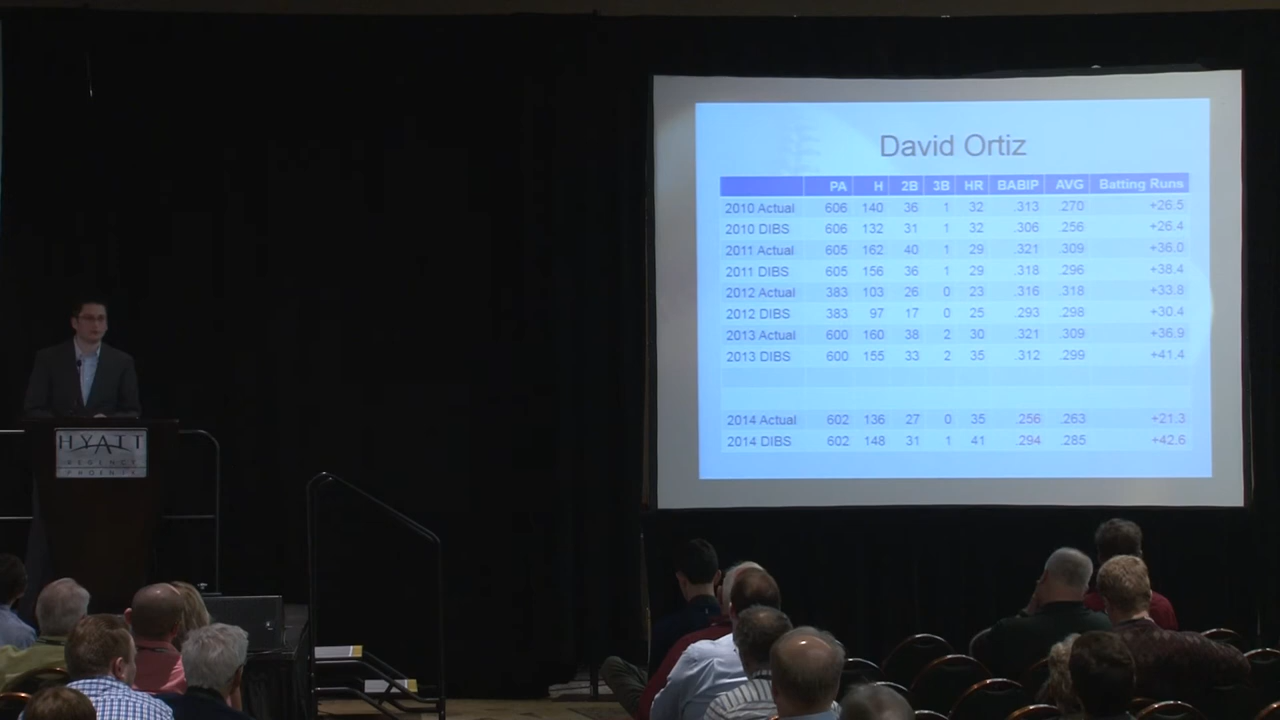 David Ortiz
PA H 2B 3B HR BABIP AVG Batting Runs
2010 Actual 606 140 36 1 32 .313 .270 +26.5
2010 DIBS 606 132 31 1 32 .306 .256 +26.4
2011 Actual 605 162 40 1 29 .321 .309 +36.0
2011 DIBS 605 156 36 1 29 .318 .296 +38.4
2012 Actual 383 103 26 0 23 .316 .318 +33.8
2012 DIBS 383 97 17 0 25 .293 .298 +30.4
2013 Actual 600 160 38 2 30 .321 .309 +36.9
2013 DIBS 600 155 33 2 35 .312 .299 +41.4
2014 Actual 602 136 27 0 35 .256 .263 +21.3
2014 DIBS 602 148 31 1 41 .294 .285 +42.6
HYATT
REGENCY
PHOENIX